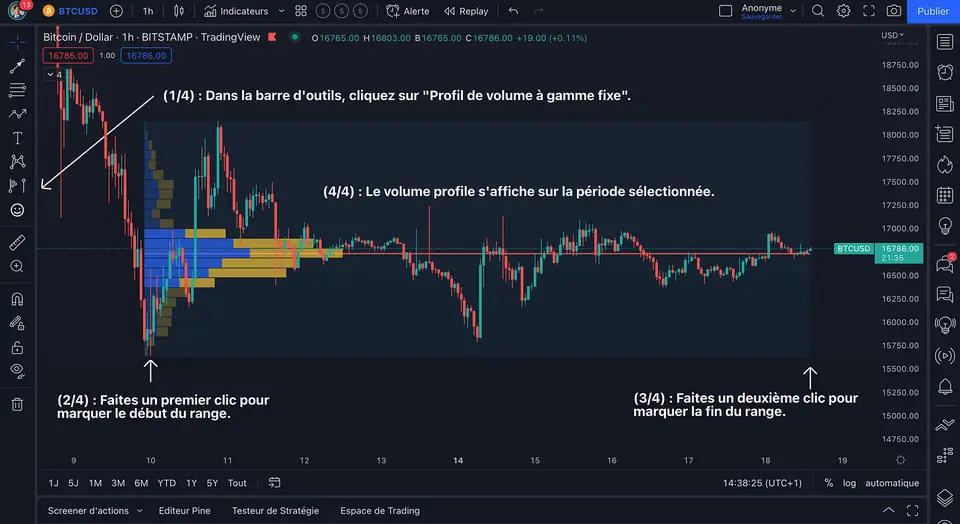 13
BTCUSD
1h
Indicateurs
Alerte
Replay
Anonyme
Sauvegarder
Publier
Bitcoin / Dollar · 1h · BITSTAMP · TradingView
O16765.00 H16803.00 B16765.00 C16786.00 +19.00 (+0.11%)
USD
16785.00
1.00
16786.00
4
(1/4) : Dans la barre d'outils, cliquez sur "Profil de volume à gamme fixe".
(4/4) : Le volume profile s'affiche sur la période sélectionnée.
18750.00
18500.00
18250.00
18000.00
17750.00
17500.00
17250.00
17000.00
BTCUSD
16786.00
21:35
16500.00
16250.00
16000.00
15750.00
15500.00
15250.00
15000.00
14750.00
2
(2/4) : Faites un premier clic pour
marquer le début du range.
(3/4) : Faites un deuxième clic pour
marquer la fin du range.
9 10 11 12 13 14 15 16 17 18 19
1J 5J 1M 3M 6M YTD 1Y 5Y Tout
14:38:25 (UTC+1)
% log automatique
Screener d'actions
Editeur Pine
Testeur de Stratégie
Espace de Trading